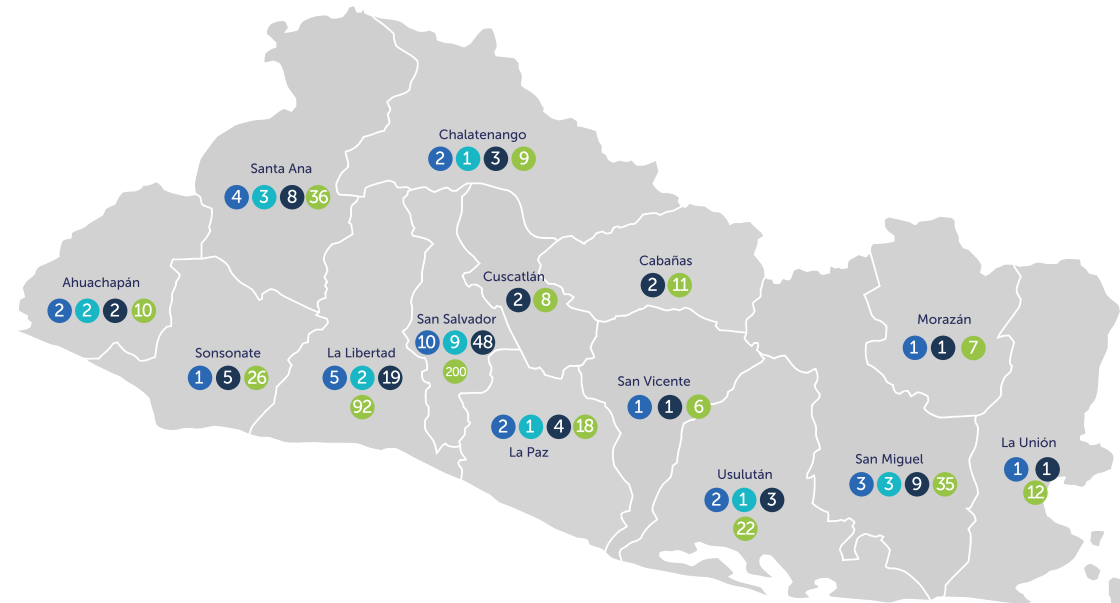 Chalatenango
2 1 3 9
Santa Ana
4 3 8 36
Cabañas
2 11
Cuscatlán
2 8
Ahuachapán
2 2 2 10
San Salvador
10 9 48
200
Morazán
1 1 7
Sonsonate
1 5 26
La Libertad
5 2 19
92
San Vicente
1 1 6
2 1 4 18
La Paz
La Unión
1 1
12
San Miguel
3 3 9 35
Usulután
2 1 3
22